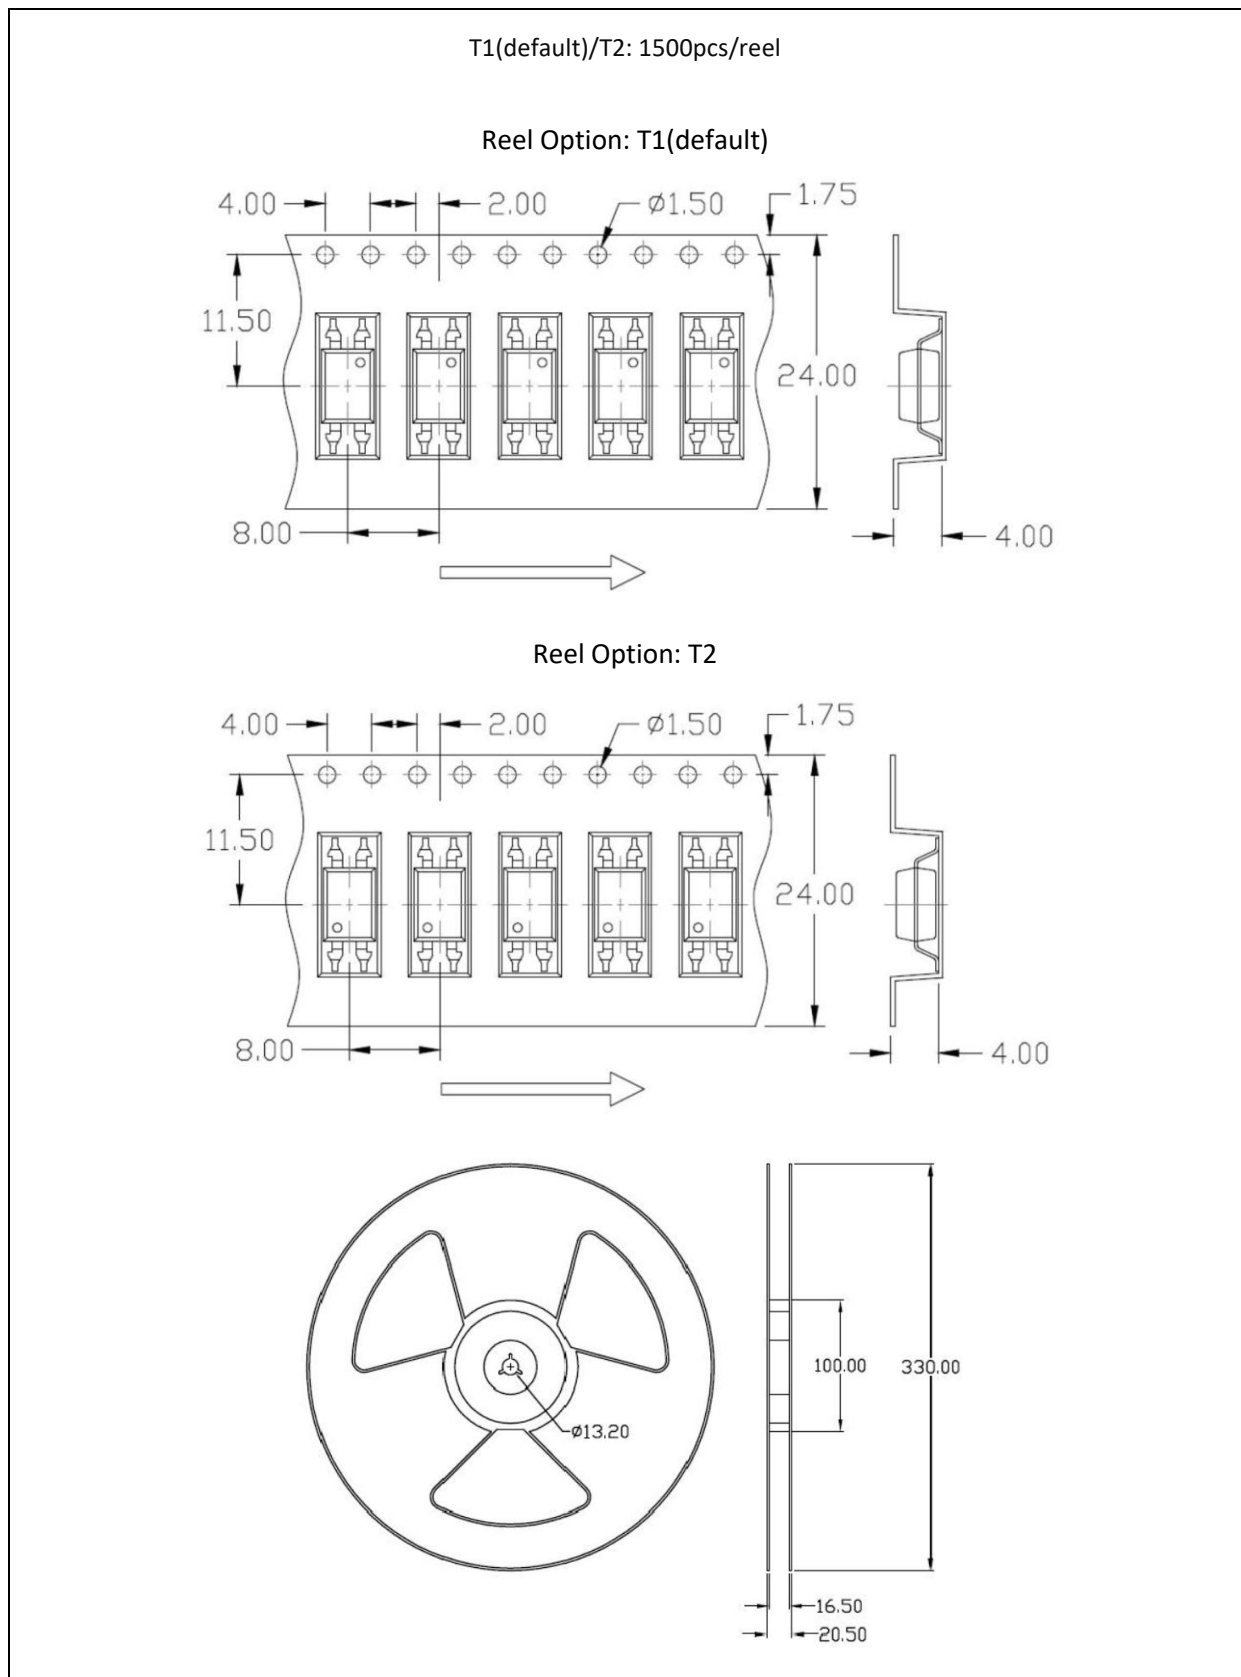 T1(default)/T2: 1500pcs/reel
Reel Option: T1(default)
4.00 2.00 ø1.50 1.75
11.50
24.00
8.00 4.00
Reel Option: T2
4.00 2.00 ø1.50 1.75
11.50
24.00
8.00 4.00
100.00 330.00
ø13.20
16.50
20.50